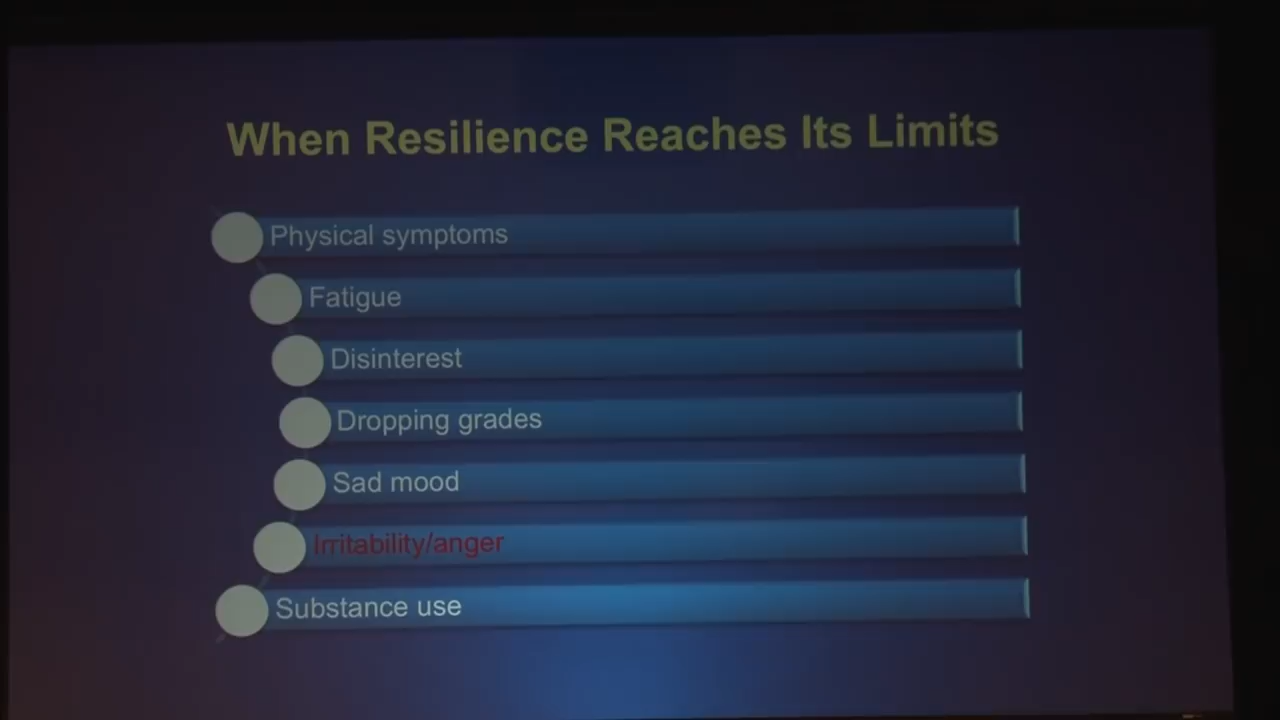 When Resilience Reaches Its Limits
Physical symptoms
Fatigue
Disinterest
Dropping grades
Sad mood
Irritability/anger
Substance use